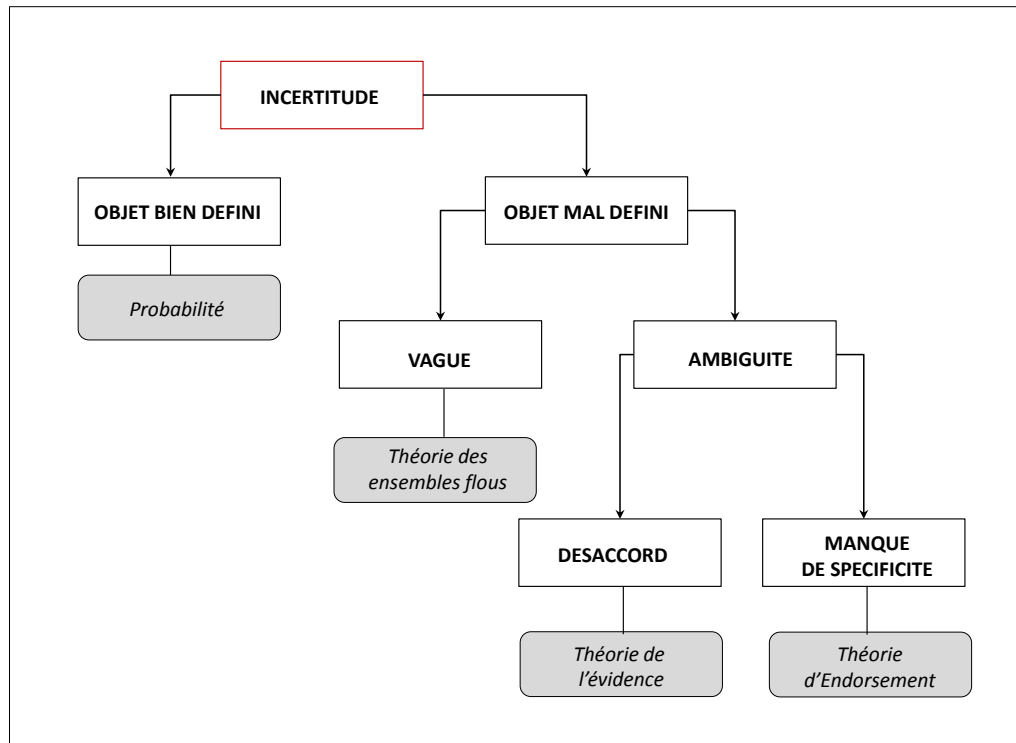 INCERTITUDE
OBJET BIEN DEFINI
OBJET MAL DEFINI
Probabilité
VAGUE
AMBIGUITE
Théorie des
ensembles flous
DESACCORD
MANQUE
DE SPECIFICITE
Théorie de
l'évidence
Théorie
d'Endorsement